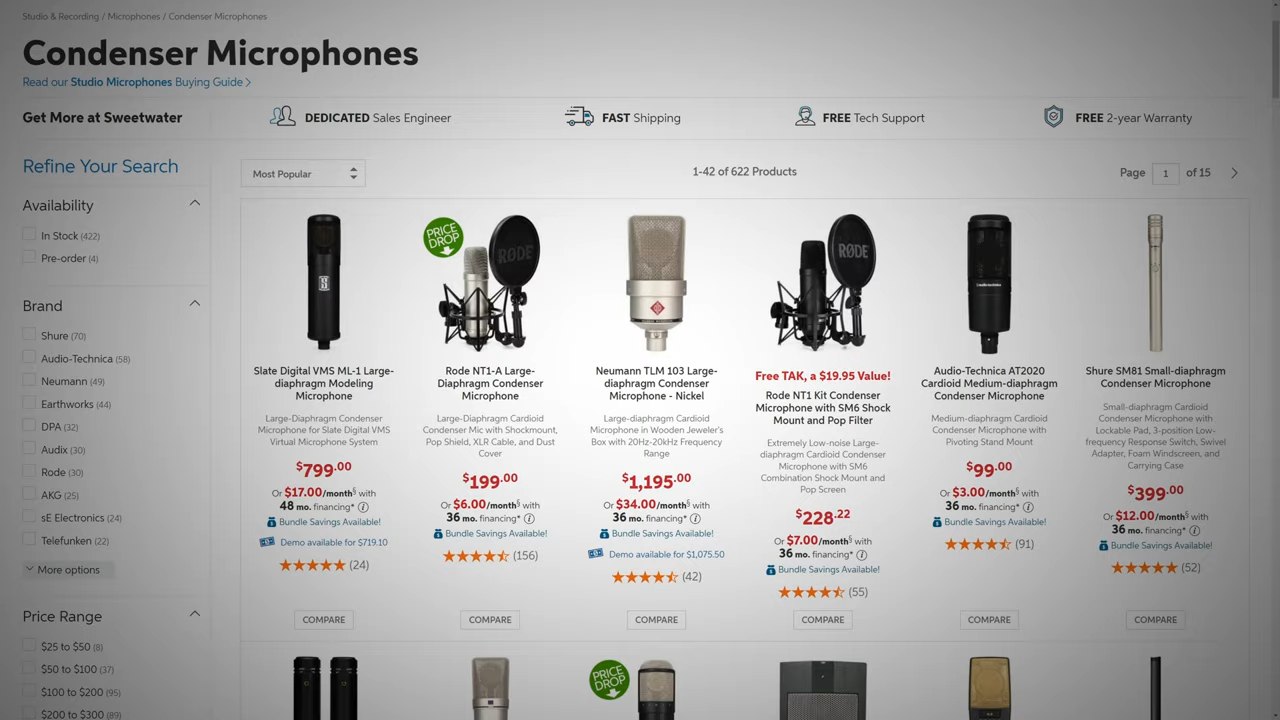 Studio & Recording / Microphones / Condenser Microphones
Condenser Microphones
Read our Studio Microphones Buying Guide >
Get More at Sweetwater
DEDICATED Sales Engineer
FAST Shipping
FREE Tech Support
FREE 2-year Warranty
Refine Your Search
Availability
In Stock (422)
Pre-order (4)
Brand
Shure (70)
Audio-Technica (58)
Neumann (49)
Earthworks (44)
DPA (32)
Audix (30)
Rode (30)
AKG (25)
sE Electronics (24)
Telefunken (22)
More options
Price Range
$25 to $50 (8)
$50 to $100 (37)
$100 to $200 (95)
$200 to $300 (89)
Most Popular
1-42 of 622 Products
Page 1 of 15
Slate Digital VMS ML-1 Large-
diaphragm Modeling
Microphone
Large-Diaphragm Condenser
Microphone for Slate Digital VMS
Virtual Microphone System
$799.00
Or $17.00/month§ with
48 mo. financing*
Bundle Savings Available!
Demo available for $719.10
(24)
COMPARE
PRICE
DROP
RØDE
Rode NT1-A Large-
Diaphragm Condenser
Microphone
Large-Diaphragm Cardioid
Condenser Mic with Shockmount,
Pop Shield, XLR Cable, and Dust
Cover
$199.00
Or $6.00/month§ with
36 mo. financing*
Bundle Savings Available!
(156)
COMPARE
Neumann TLM 103 Large-
diaphragm Condenser
Microphone - Nickel
Large-diaphragm Cardioid
Microphone in Wooden Jeweler's
Box with 20Hz-20kHz Frequency
Range
$1,195.00
Or $34.00/month§ with
36 mo. financing*
Bundle Savings Available!
Demo available for $1,075.50
(42)
COMPARE
RØDE
Free TAK, a $19.95 Value!
Rode NT1 Kit Condenser
Microphone with SM6 Shock
Mount and Pop Filter
Extremely Low-noise Large-
diaphragm Cardioid Condenser
Microphone with SM6
Combination Shock Mount and
Pop Screen
$228.22
Or $7.00/month§ with
36 mo. financing*
Bundle Savings Available!
(55)
COMPARE
audio-technica
Audio-Technica AT2020
Cardioid Medium-diaphragm
Condenser Microphone
Medium-diaphragm Cardioid
Condenser Microphone with
Pivoting Stand Mount
$99.00
Or $3.00/month§ with
36 mo. financing*
Bundle Savings Available!
(91)
COMPARE
Shure SM81 Small-diaphragm
Condenser Microphone
Small-diaphragm Cardioid
Condenser Microphone with
Lockable Pad, 3-position Low-
frequency Response Switch, Swivel
Adapter, Foam Windscreen, and
Carrying Case
$399.00
Or $12.00/month§ with
36 mo. financing*
Bundle Savings Available!
(52)
COMPARE
PRICE
DROP